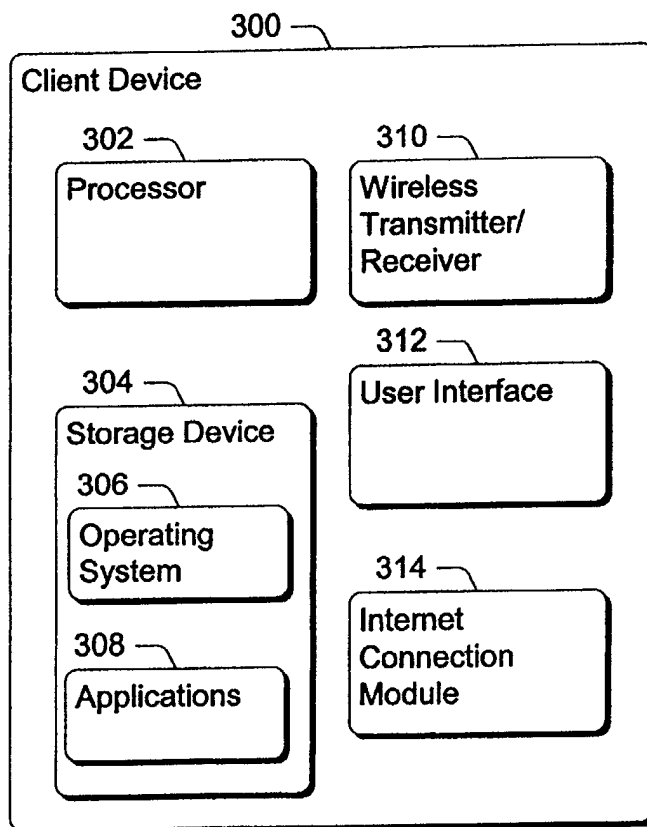 300
Client Device
302
Processor
310
Wireless
Transmitter/
Receiver
304
Storage Device
306
Operating
System
308
Applications
312
User Interface
314
Internet
Connection
Module